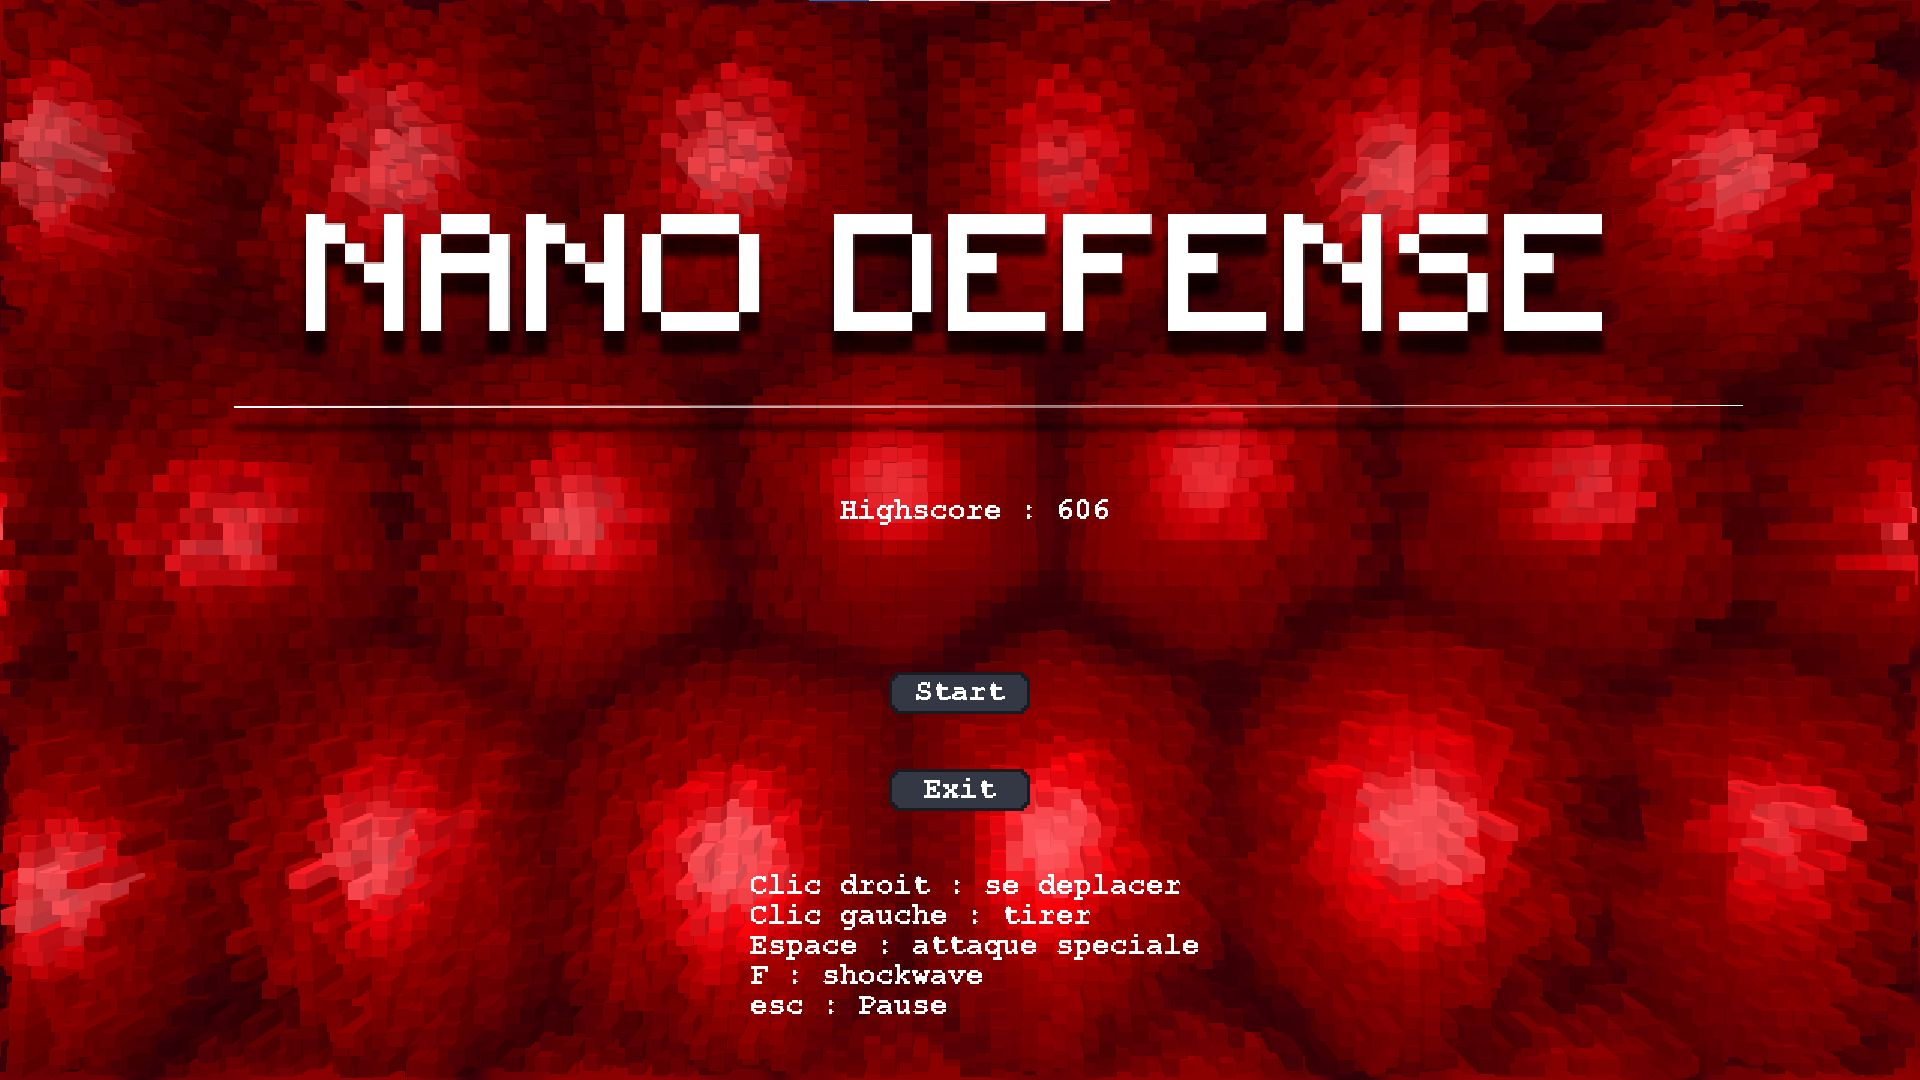 NANO DEFENSE
Highscore : 606
Start
Exit
Clic droit : se deplacer
Clic gauche : tirer
Espace : attaque speciale
F : shockwave
esc : Pause